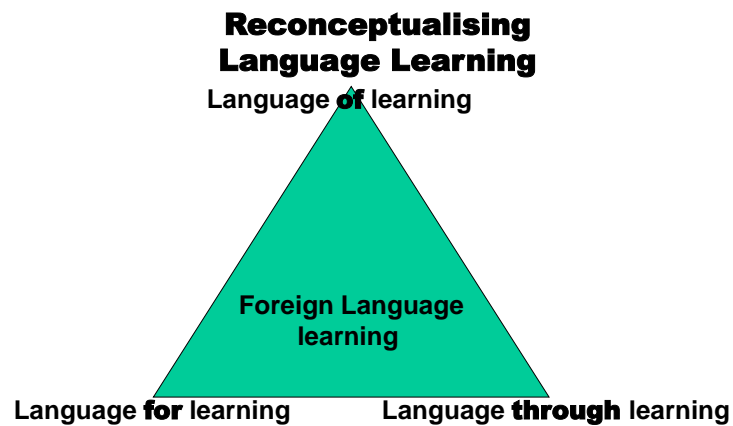 Reconceptualising
Language Learning
Language of learning
Foreign Language
learning
Language for learning
Language through learning